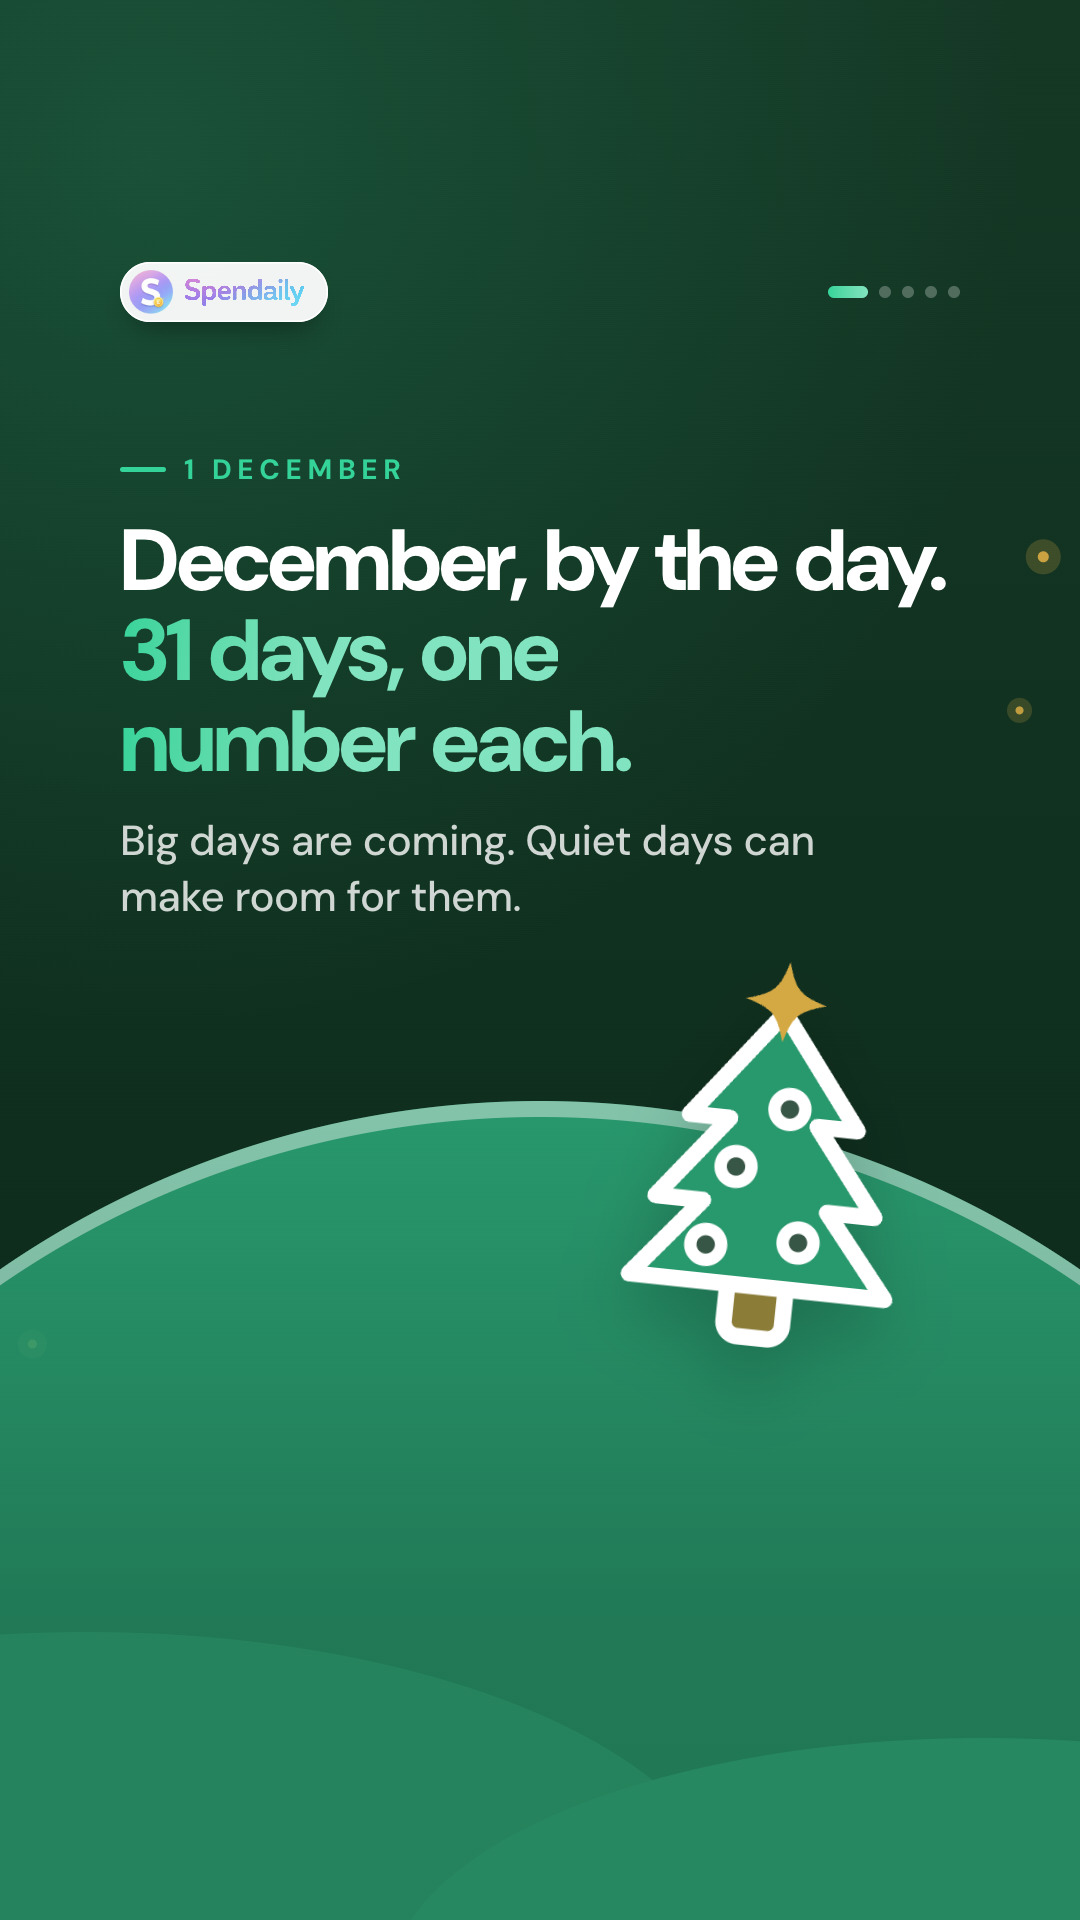 Spendaily
1 DECEMBER
December, by the day.
31 days, one
number each.
Big days are coming. Quiet days can
make room for them.